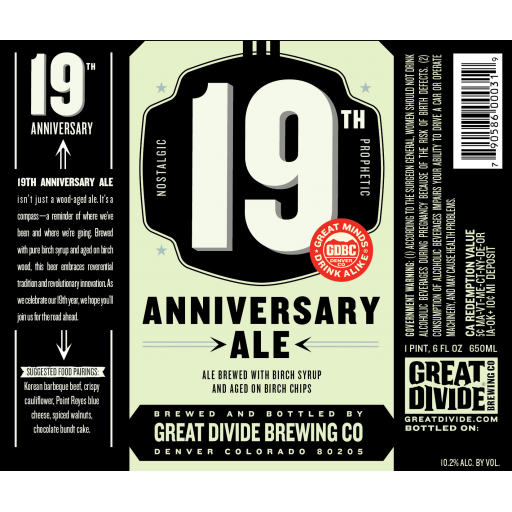 19TH
ANNIVERSARY
19TH ANNIVERSARY ALE
isn't just a wood-aged ale. It's a
compass—a reminder of where we've
been and where we're going. Brewed
with pure birch syrup and aged on birch
wood, this beer embraces reverential
tradition and revolutionary innovation. As
we celebrate our 19th year, we hope you'll
join us for the road ahead.
SUGGESTED FOOD PAIRINGS:
Korean barbeque beef, crispy
cauliflower, Point Reyes blue
cheese, spiced walnuts,
chocolate bundt cake.
NOSTALGIC
19TH
PROPHETIC
GREAT MINDS
GDBC
DENVER
CO
DRINK ALIKE
ANNIVERSARY
ALE
ALE BREWED WITH BIRCH SYRUP
AND AGED ON BIRCH CHIPS
BREWED AND BOTTLED BY
GREAT DIVIDE BREWING CO
DENVER COLORADO 80205
GOVERNMENT WARNING: (1) ACCORDING TO THE SURGEON GENERAL, WOMEN SHOULD NOT DRINK
ALCOHOLIC BEVERAGES DURING PREGNANCY BECAUSE OF THE RISK OF BIRTH DEFECTS. (2)
CONSUMPTION OF ALCOHOLIC BEVERAGES IMPAIRS YOUR ABILITY TO DRIVE A CAR OR OPERATE
MACHINERY AND MAY CAUSE HEALTH PROBLEMS.
CA REDEMPTION VALUE
5¢ MA-VT-ME-CT-NY-DE-OR
IA-OK+10¢ MI DEPOSIT
7 90586 00031 9
1 PINT, 6 FL OZ 650ML
GREAT
DIVIDE
BREWING CO
GREATDIVIDE.COM
BOTTLED ON:
10.2% ALC. BY VOL.